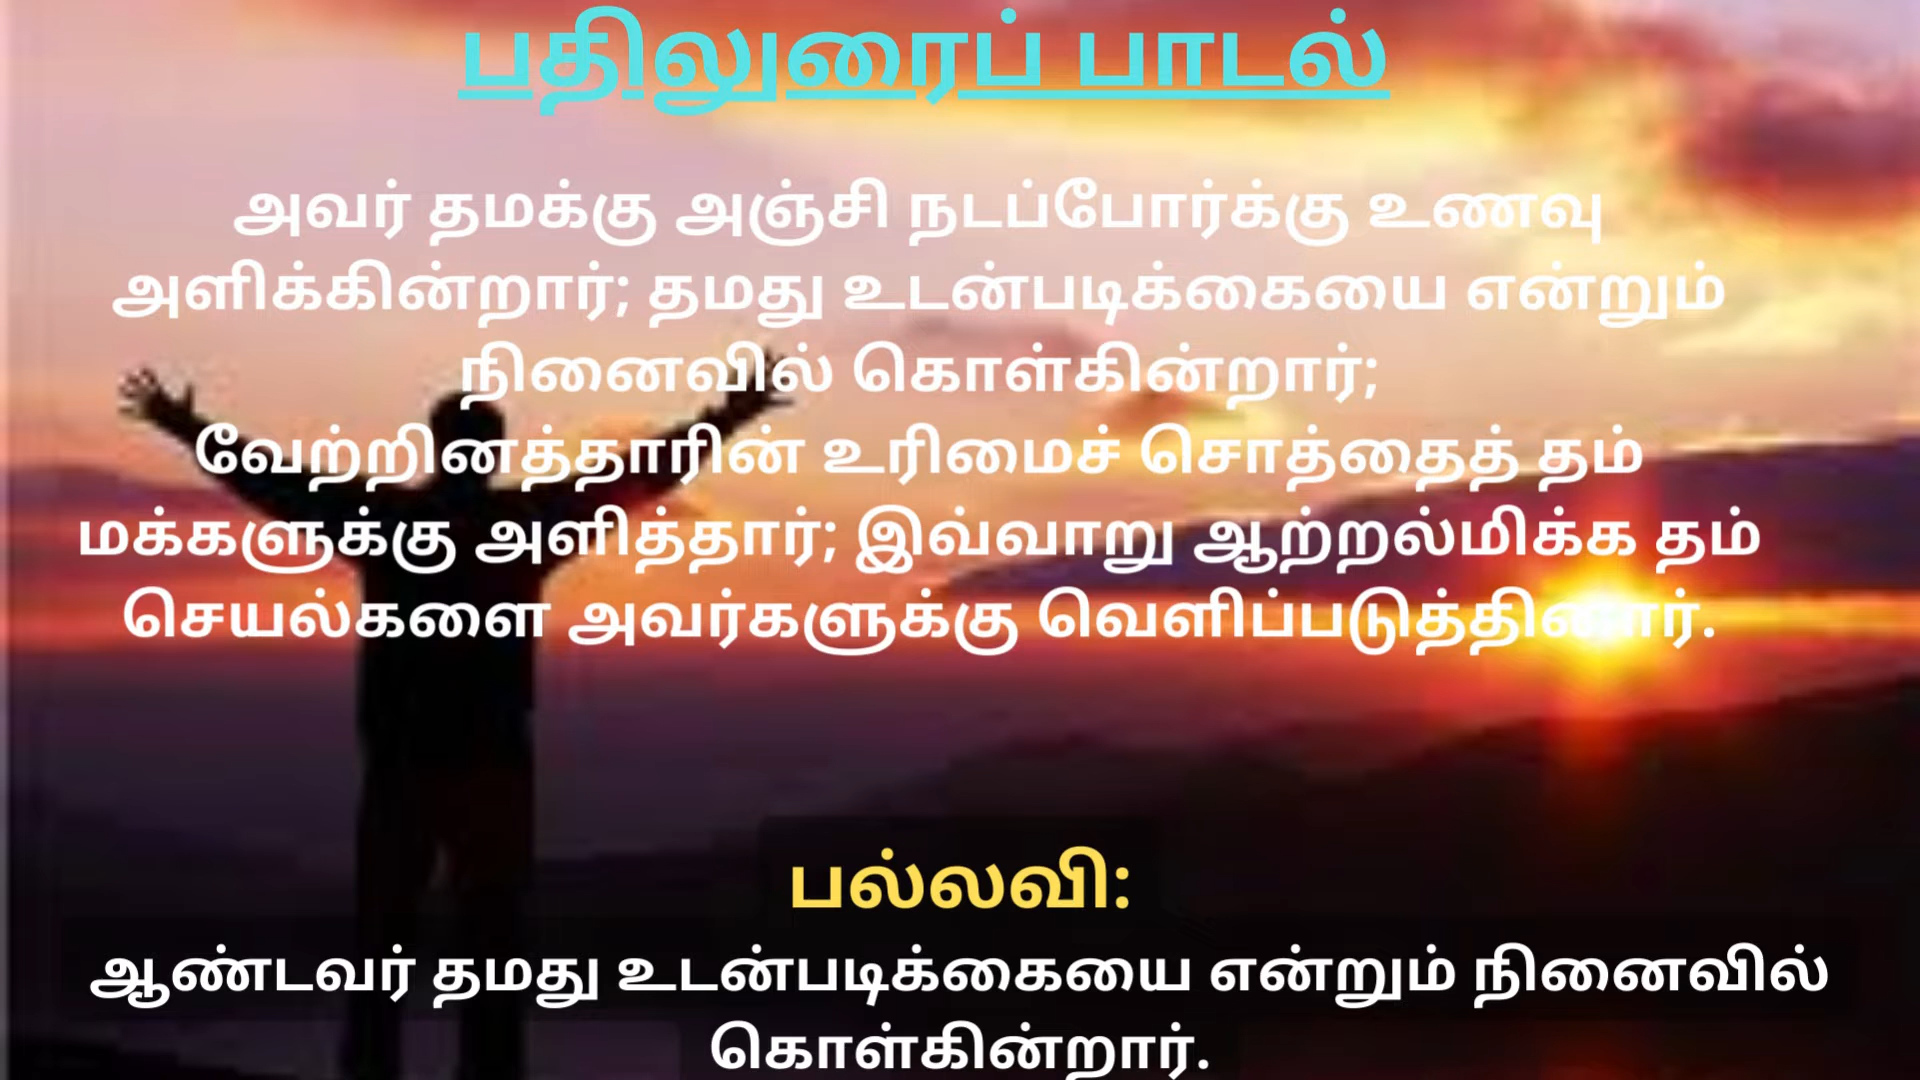 பதிலுரைப் பாடல்
அவர் தமக்கு அஞ்சி நடப்போர்க்கு உணவு
அளிக்கின்றார்; தமது உடன்படிக்கையை என்றும்
நினைவில் கொள்கின்றார்;
வேற்றினத்தாரின் உரிமைச் சொத்தைத் தம்
மக்களுக்கு அளித்தார்; இவ்வாறு ஆற்றல்மிக்க தம்
செயல்களை அவர்களுக்கு வெளிப்படுத்தினார்.
பல்லவி:
ஆண்டவர் தமது உடன்படிக்கையை என்றும் நினைவில்
கொள்கின்றார்.